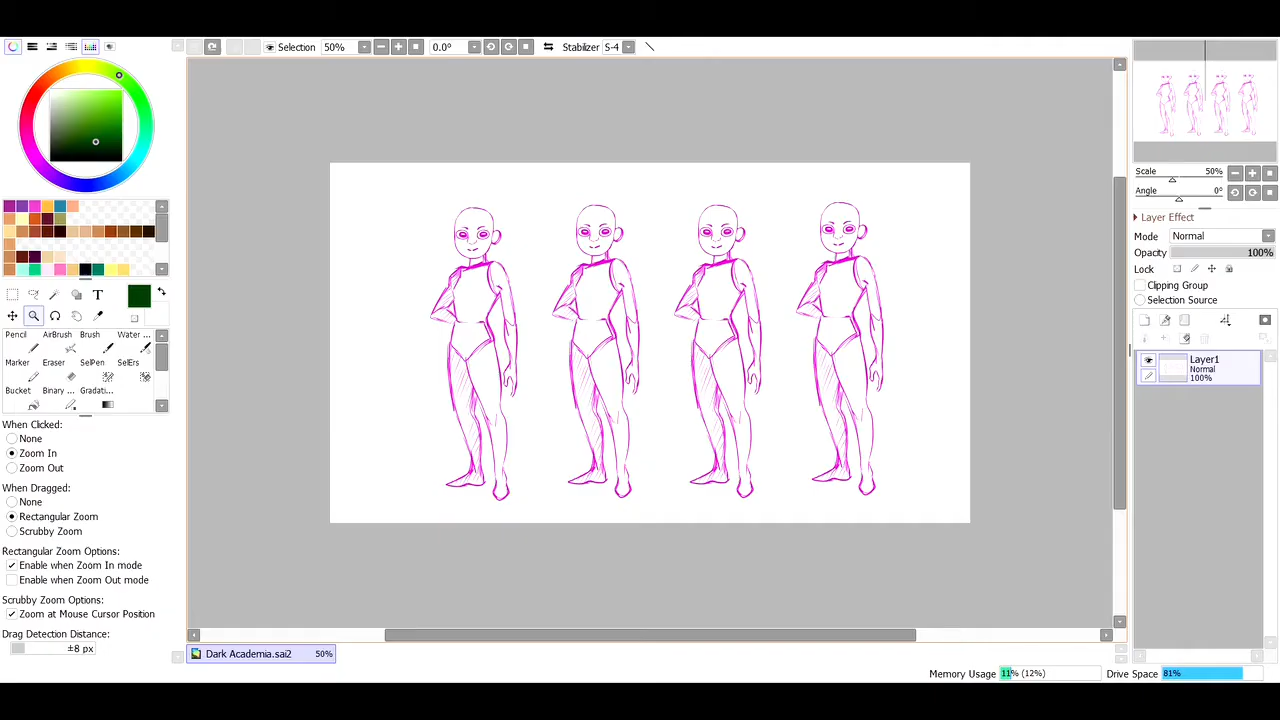 Selection 50% 0.0° Stabilizer S-4
Scale 50%
Angle 0°
Layer Effect
Mode Normal
Opacity 100%
Lock
Clipping Group
Selection Source
Layer1
Normal
100%
T
Pencil AirBrush Brush Water ...
Marker Eraser SelPen SelErs
Bucket Binary ... Gradati...
When Clicked:
None
Zoom In
Zoom Out
When Dragged:
None
Rectangular Zoom
Scrubby Zoom
Rectangular Zoom Options:
Enable when Zoom In mode
Enable when Zoom Out mode
Scrubby Zoom Options:
Zoom at Mouse Cursor Position
Drag Detection Distance:
±8 px
Dark Academia.sai2 50%
Memory Usage 11% (12%) Drive Space 81%